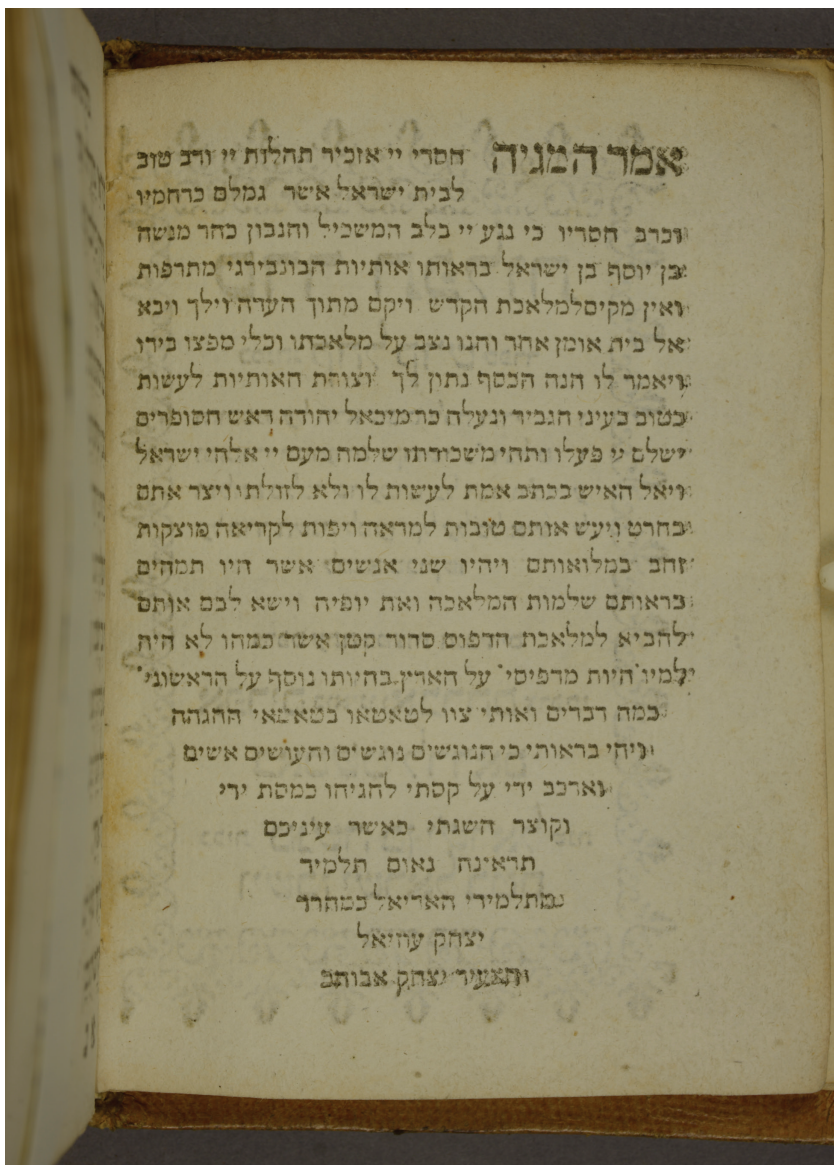 אמר המגיה חסדי יי אזכיר תהלות יי ורב טוב
לבית ישראל אשר גמלם כרחמיו
וכרב חסדיו כי נגע יי בלב המשכיל והנבון כהר מנשה
בן יוסף בן ישראל בראותו אותיות הבונבירגי מתרפות
ואין מקים למלאכת הקדש ויקם מתוך העדה וילך ויבא
אל בית אומן אחד והנו נצב על מלאכתו וכלי מפצו בידו
ויאמר לו הנה הכסף נתון לך וצורת האותיות לעשות
כטוב בעיני הגביר ונעלה כר מיכאל יהודה ראש הסופרים
ישלם יי פעלו ותהי משכורתו שלמה מעם יי אלהי ישראל
ויאל האיש בכתב אמת לעשות לו ולא לזולתו ויצר אתם
בחרט ויעש אותם טובות למראה ויפות לקריאה מוצקות
זהב במלואותם ויהיו שני אנשים אשר היו תמהים
בראותם שלמות המלאכה ואת יופיה וישא לבם אותם
להביא למלאכת הדפוס סדור קטן אשר כמהו לא היה
למיו' היות מדפיסי' על הארץ בהיותו נוסף על הראשוני'
במה דברים ואותי צוו לטאטאו בטאטאי ההגהה
ויהי בראותי כי הנוגשים נוגשים והעושים אשים
וארכב ידי על קסתי להגיהו כמסת ידי
וקוצר השגתי כאשר עיניכם
תראינה נאום תלמיד
מתלמידי האריאל כמהרר
יצחק עוזיאל
והצעיר יצחק אבוהב